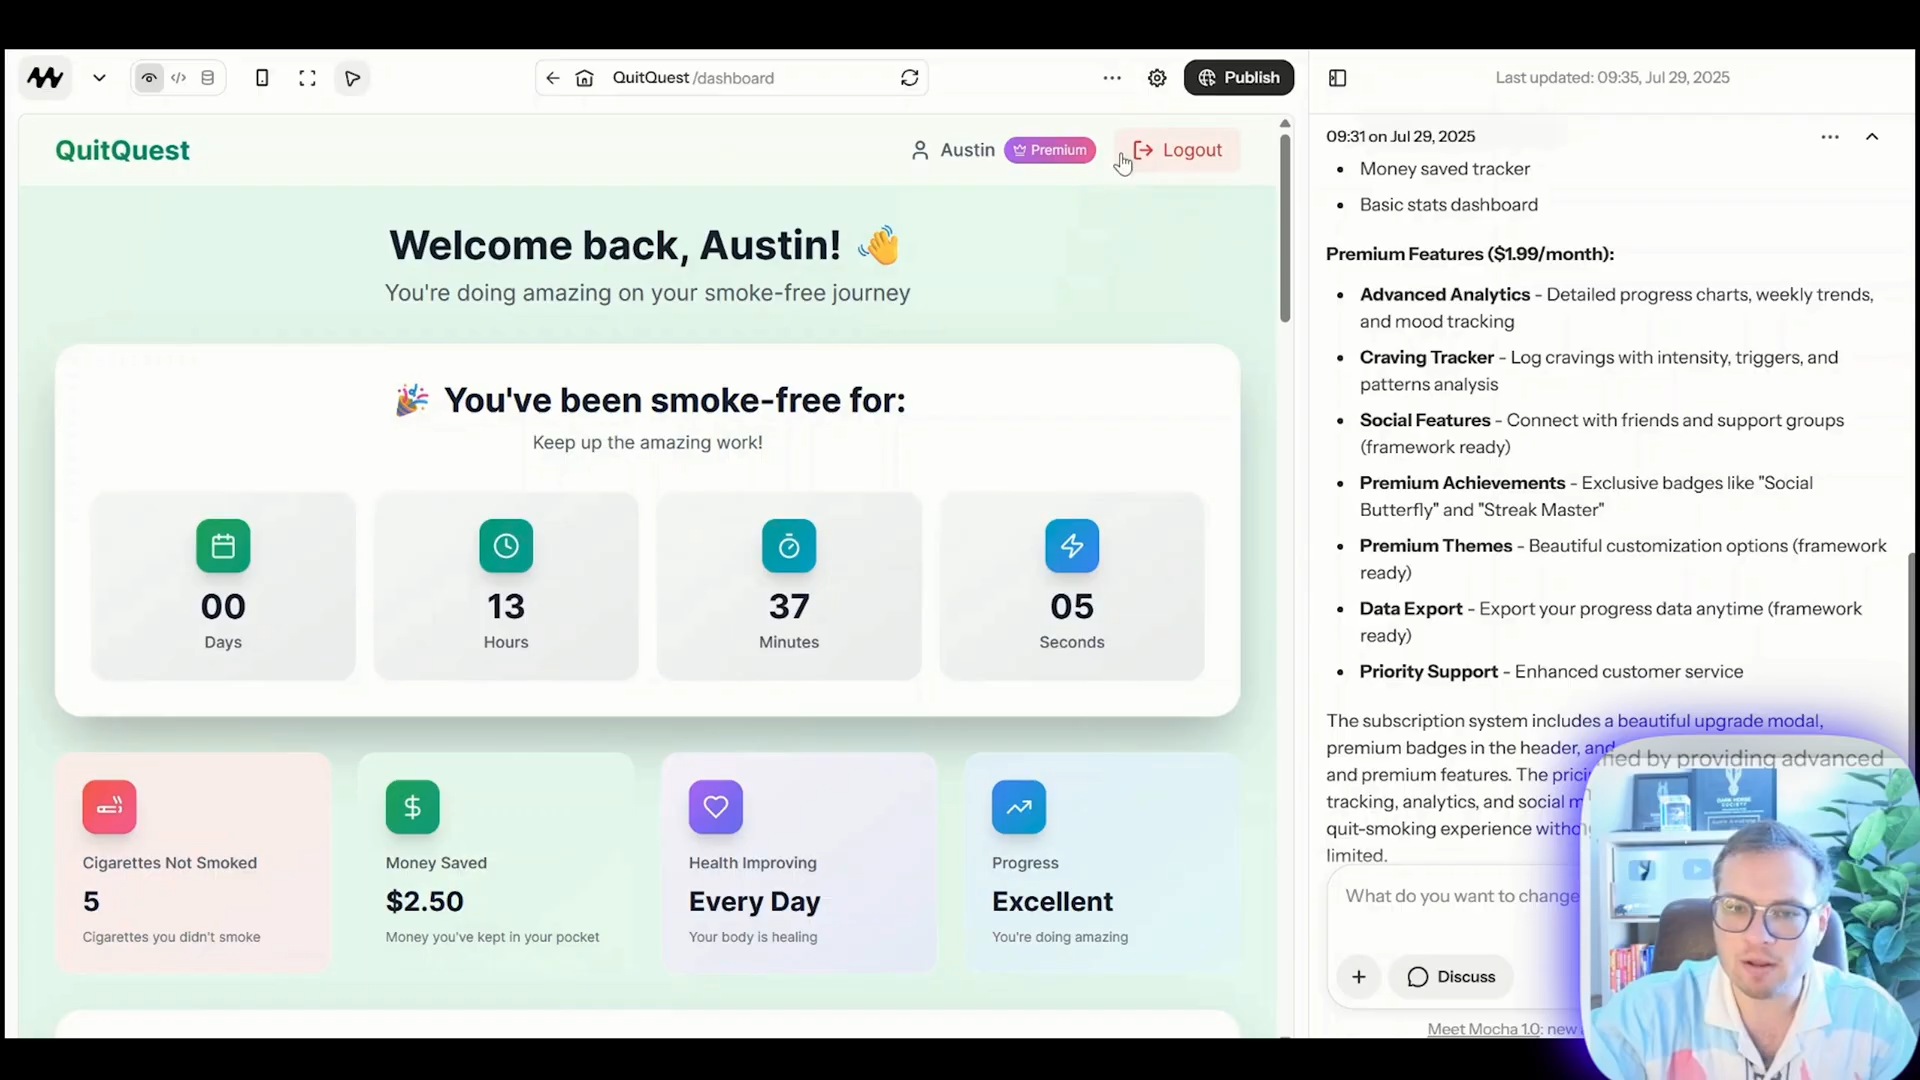 QuitQuest /dashboard
Publish
Last updated: 09:35, Jul 29, 2025
QuitQuest
Austin
Premium
Logout
Welcome back, Austin! 👋
You're doing amazing on your smoke-free journey
🎉 You've been smoke-free for:
Keep up the amazing work!
00
Days
13
Hours
37
Minutes
05
Seconds
Cigarettes Not Smoked
5
Cigarettes you didn't smoke
Money Saved
$2.50
Money you've kept in your pocket
Health Improving
Every Day
Your body is healing
Progress
Excellent
You're doing amazing
09:31 on Jul 29, 2025
• Money saved tracker
• Basic stats dashboard
Premium Features ($1.99/month):
• Advanced Analytics - Detailed progress charts, weekly trends,
and mood tracking
• Craving Tracker - Log cravings with intensity, triggers, and
patterns analysis
• Social Features - Connect with friends and support groups
(framework ready)
• Premium Achievements - Exclusive badges like "Social
Butterfly" and "Streak Master"
• Premium Themes - Beautiful customization options (framework
ready)
• Data Export - Export your progress data anytime (framework
ready)
• Priority Support - Enhanced customer service
The subscription system includes a beautiful upgrade modal,
premium badges in the header, and
by providing advanced
and premium features. The
tracking, analytics, and social
quit-smoking experience
limited.
What do you want to change
Discuss
Meet Mocha 1.0: new